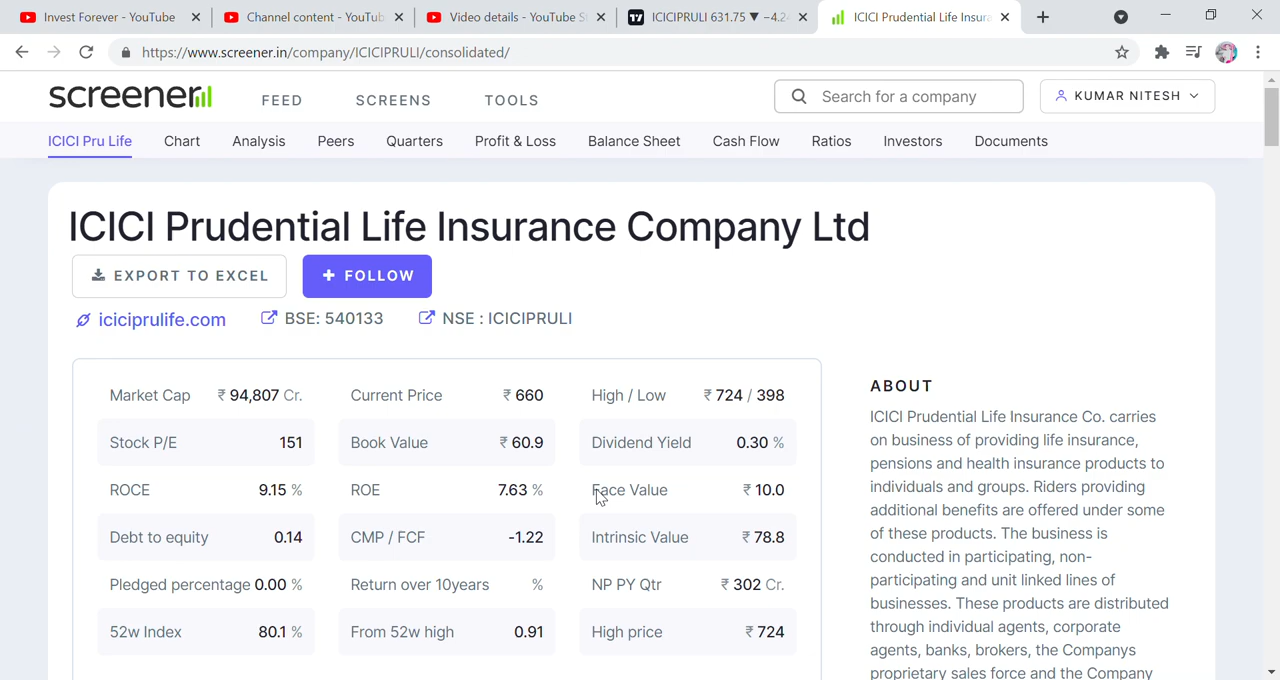 Invest Forever - YouTube
Channel content - YouTub
Video details - YouTube S
ICICIPRULI 631.75 ▼ −4.2
ICICI Prudential Life Insura
https://www.screener.in/company/ICICIPRULI/consolidated/
screener
FEED
SCREENS
TOOLS
Search for a company
KUMAR NITESH
ICICI Pru Life
Chart
Analysis
Peers
Quarters
Profit & Loss
Balance Sheet
Cash Flow
Ratios
Investors
Documents
ICICI Prudential Life Insurance Company Ltd
EXPORT TO EXCEL
+ FOLLOW
iciciprulife.com
BSE: 540133
NSE : ICICIPRULI
Market Cap ₹ 94,807 Cr.
Current Price ₹ 660
High / Low ₹ 724 / 398
Stock P/E 151
Book Value ₹ 60.9
Dividend Yield 0.30 %
ROCE 9.15 %
ROE 7.63 %
Face Value ₹ 10.0
Debt to equity 0.14
CMP / FCF -1.22
Intrinsic Value ₹ 78.8
Pledged percentage 0.00 %
Return over 10years %
NP PY Qtr ₹ 302 Cr.
52w Index 80.1 %
From 52w high 0.91
High price ₹ 724
ABOUT
ICICI Prudential Life Insurance Co. carries
on business of providing life insurance,
pensions and health insurance products to
individuals and groups. Riders providing
additional benefits are offered under some
of these products. The business is
conducted in participating, non-
participating and unit linked lines of
businesses. These products are distributed
through individual agents, corporate
agents, banks, brokers, the Companys
proprietary sales force and the Company